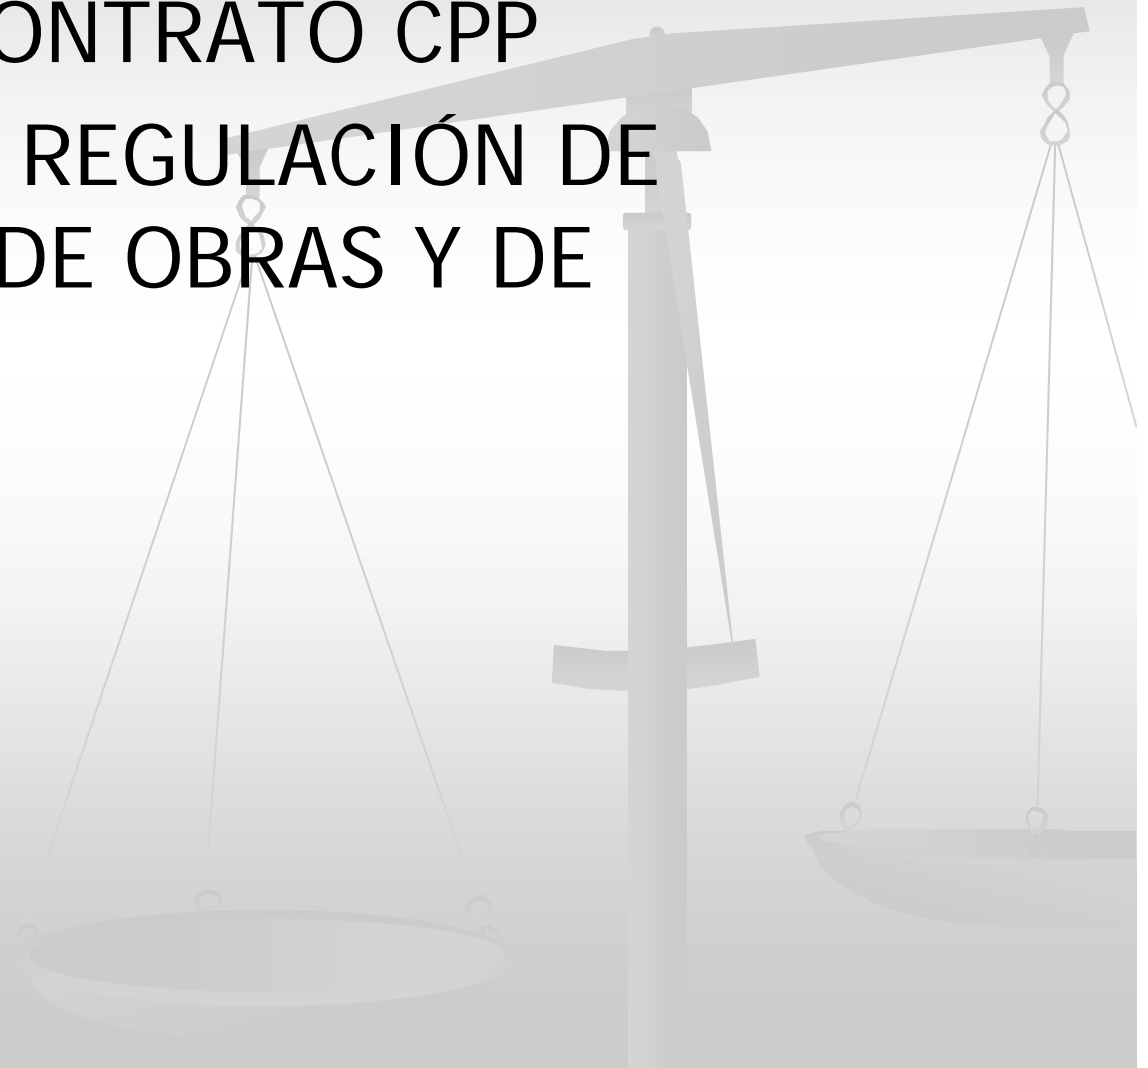 ONTRATO CPP
REGULACIÓN DE
DE OBRAS Y DE